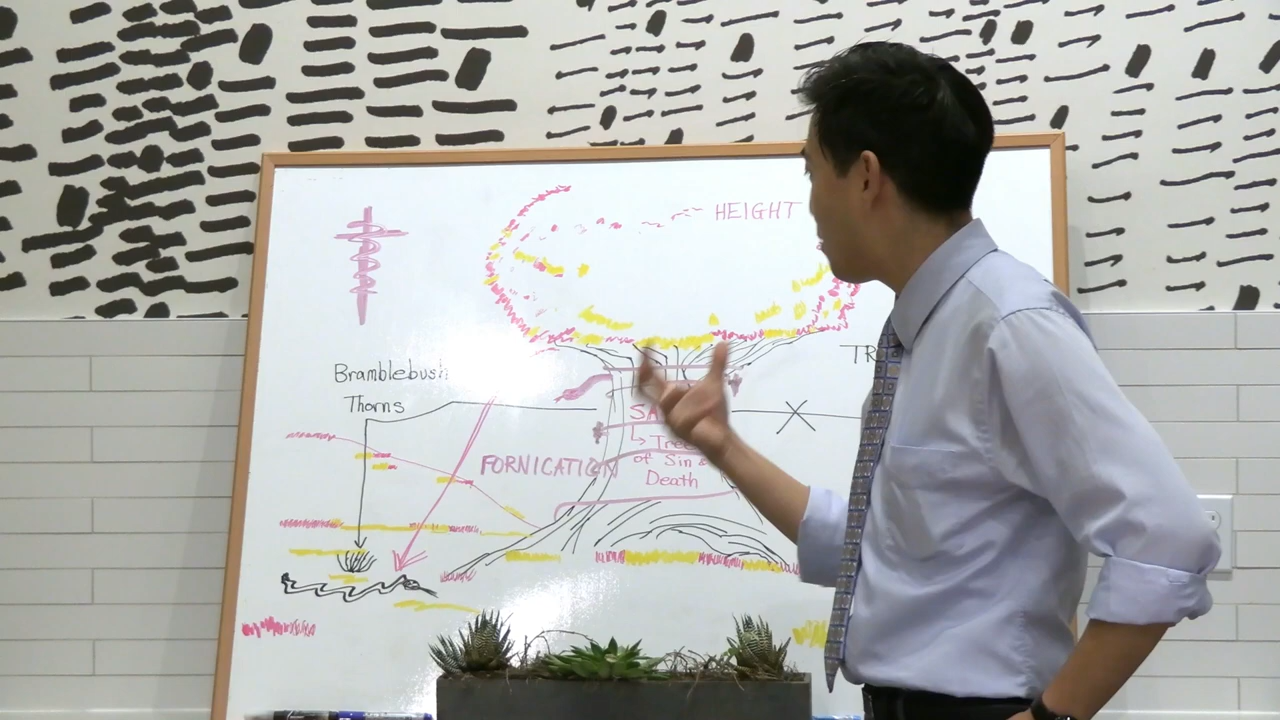 HEIGHT
Bramblebush
Thorns
FORNICATION
Tree
of Sin &
Death